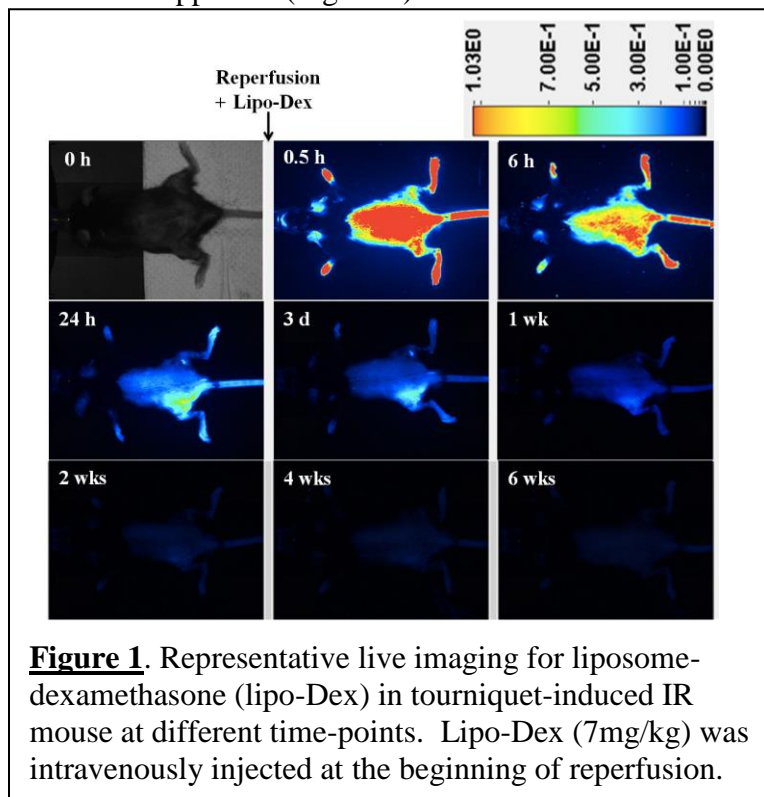 Reperfusion
+ Lipo-Dex
1.03E0
7.00E-1
5.00E-1
3.00E-1
1.00E-1
0.00E0
0 h
0.5 h
6 h
24 h
3 d
1 wk
2 wks
4 wks
6 wks
Figure 1. Representative live imaging for liposome-
dexamethasone (lipo-Dex) in tourniquet-induced IR
mouse at different time-points.  Lipo-Dex (7mg/kg) was
intravenously injected at the beginning of reperfusion.